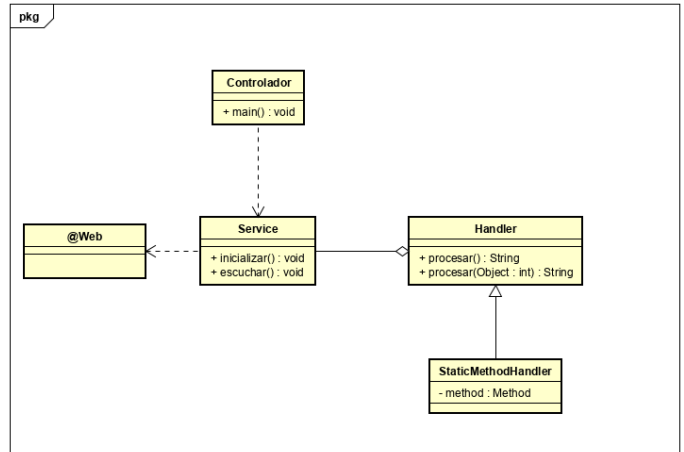 pkg
Controlador
+ main() : void
@Web
Service
+ inicializar() : void
+ escuchar() : void
Handler
+ procesar() : String
+ procesar(Object : int) : String
StaticMethodHandler
- method : Method